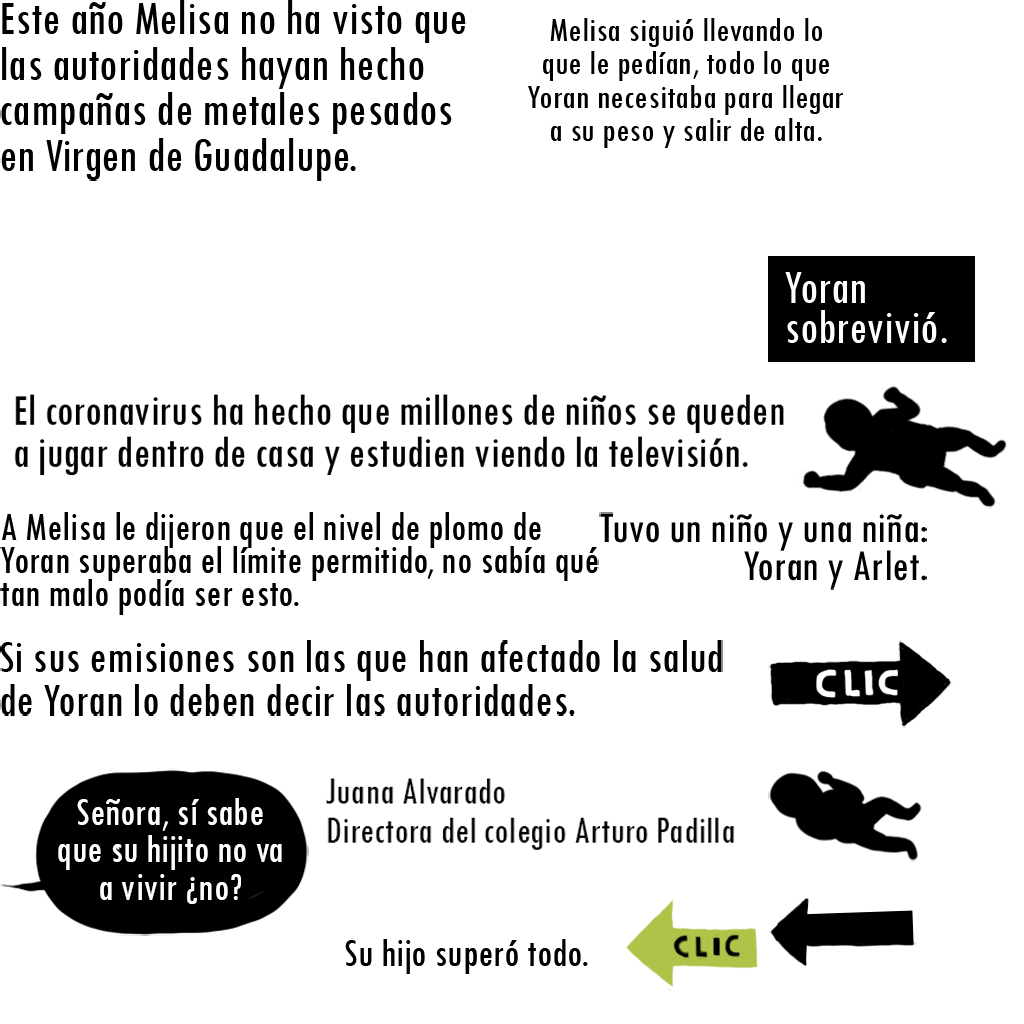 Este año Melisa no ha visto que
las autoridades hayan hecho
campañas de metales pesados
en Virgen de Guadalupe.
Melisa siguió llevando lo
que le pedían, todo lo que
Yoran necesitaba para llegar
a su peso y salir de alta.
Yoran
sobrevivió.
El coronavirus ha hecho que millones de niños se queden
a jugar dentro de casa y estudien viendo la televisión.
A Melisa le dijeron que el nivel de plomo de
Yoran superaba el límite permitido, no sabía qué
tan malo podía ser esto.
Tuvo un niño y una niña:
Yoran y Arlet.
Si sus emisiones son las que han afectado la salud
de Yoran lo deben decir las autoridades.
CLIC
Señora, sí sabe
que su hijito no va
a vivir ¿no?
Juana Alvarado
Directora del colegio Arturo Padilla
Su hijo superó todo.
CLIC